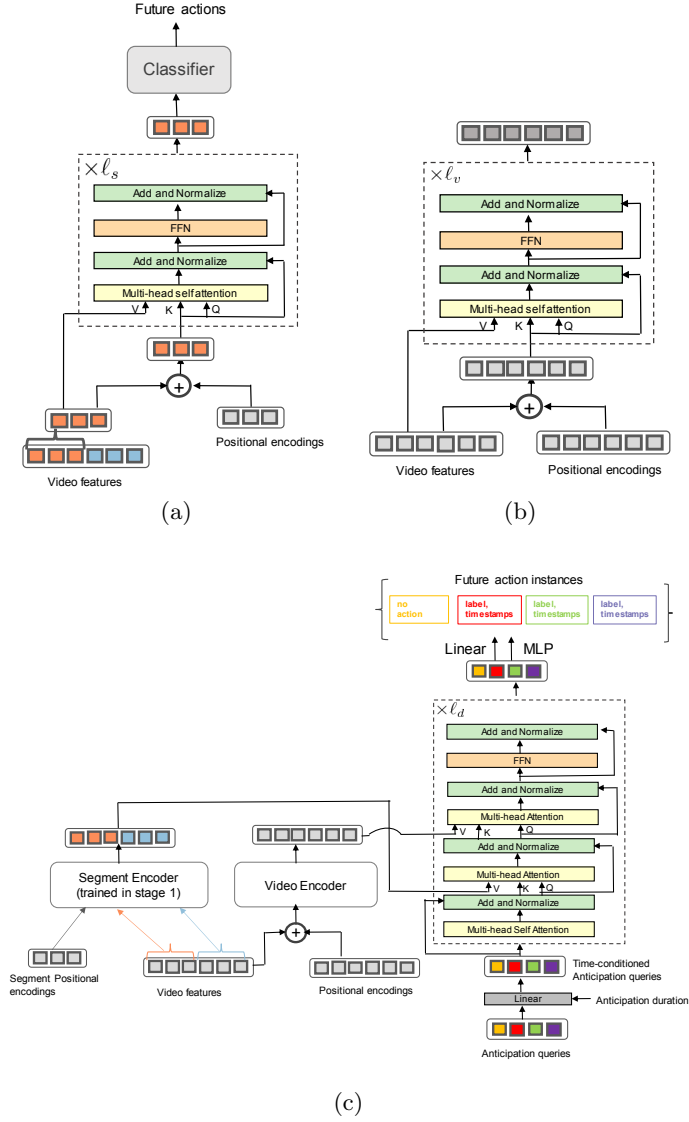 Future actions
Classifier
×ℓs
Add and Normalize
FFN
Add and Normalize
Multi-head self attention
V
K
Q
+
Positional encodings
Video features
(a)
×ℓv
Add and Normalize
FFN
Add and Normalize
Multi-head self attention
V
K
Q
+
Video features
Positional encodings
(b)
Future action instances
no
action
label,
timestamps
label,
timestamps
label,
timestamps
Linear
MLP
×ℓd
Add and Normalize
FFN
Add and Normalize
Multi-head Attention
V
K
Q
Add and Normalize
Multi-head Attention
V
K
Q
Add and Normalize
Multi-head Self Attention
Segment Encoder
(trained in stage 1)
Video Encoder
+
Segment Positional
encodings
Video features
Positional encodings
Time-conditioned
Anticipation queries
Linear
Anticipation duration
Anticipation queries
(c)